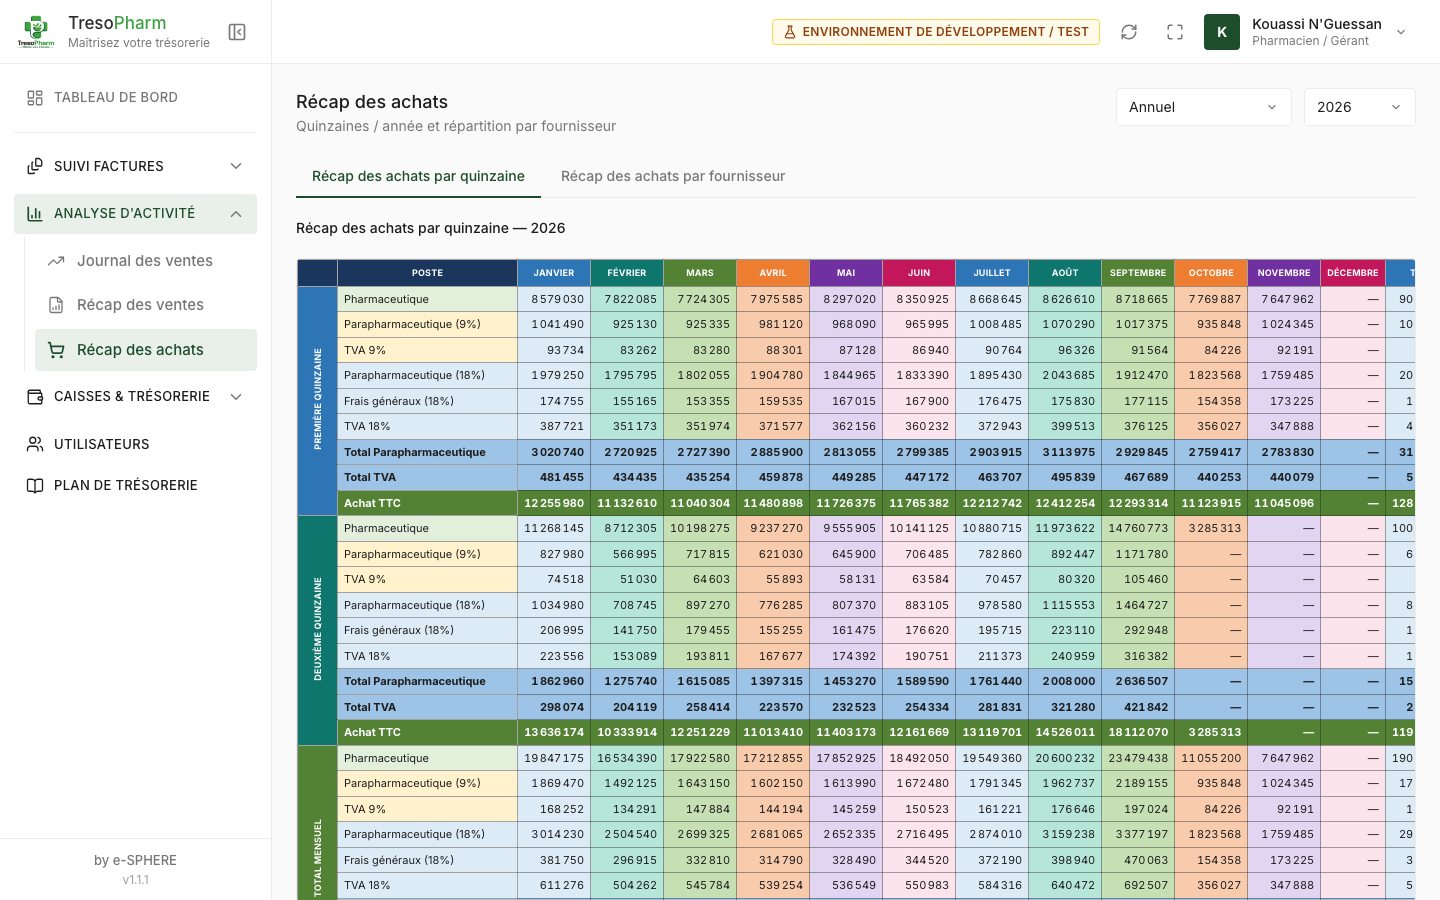 TresoPharm
TresoPharm
Maîtrisez votre trésorerie
ENVIRONNEMENT DE DÉVELOPPEMENT / TEST
K
Kouassi N'Guessan
Pharmacien / Gérant
TABLEAU DE BORD
SUIVI FACTURES
ANALYSE D'ACTIVITÉ
Journal des ventes
Récap des ventes
Récap des achats
CAISSES & TRÉSORERIE
UTILISATEURS
PLAN DE TRÉSORERIE
by e-SPHERE
v1.1.1
Récap des achats
Quinzaines / année et répartition par fournisseur
Annuel
2026
Récap des achats par quinzaine
Récap des achats par fournisseur
Récap des achats par quinzaine — 2026
POSTE JANVIER FÉVRIER MARS AVRIL MAI JUIN JUILLET AOÛT SEPTEMBRE OCTOBRE NOVEMBRE DÉCEMBRE T
PREMIÈRE QUINZAINE
Pharmaceutique 8 579 030 7 822 085 7 724 305 7 975 585 8 297 020 8 350 925 8 668 645 8 626 610 8 718 665 7 769 887 7 647 962 — 90
Parapharmaceutique (9%) 1 041 490 925 130 925 335 981 120 968 090 965 995 1 008 485 1 070 290 1 017 375 935 848 1 024 345 — 10
TVA 9% 93 734 83 262 83 280 88 301 87 128 86 940 90 764 96 326 91 564 84 226 92 191 —
Parapharmaceutique (18%) 1 979 250 1 795 795 1 802 055 1 904 780 1 844 965 1 833 390 1 895 430 2 043 685 1 912 470 1 823 568 1 759 485 — 20
Frais généraux (18%) 174 755 155 165 153 355 159 535 167 015 167 900 176 475 175 830 177 115 154 358 173 225 — 1
TVA 18% 387 721 351 173 351 974 371 577 362 156 360 232 372 943 399 513 376 125 356 027 347 888 — 4
Total Parapharmaceutique 3 020 740 2 720 925 2 727 390 2 885 900 2 813 055 2 799 385 2 903 915 3 113 975 2 929 845 2 759 417 2 783 830 — 31
Total TVA 481 455 434 435 435 254 459 878 449 285 447 172 463 707 495 839 467 689 440 253 440 079 — 5
Achat TTC 12 255 980 11 132 610 11 040 304 11 480 898 11 726 375 11 765 382 12 212 742 12 412 254 12 293 314 11 123 915 11 045 096 — 128
DEUXIÈME QUINZAINE
Pharmaceutique 11 268 145 8 712 305 10 198 275 9 237 270 9 555 905 10 141 125 10 880 715 11 973 622 14 760 773 3 285 313 — — 100
Parapharmaceutique (9%) 827 980 566 995 717 815 621 030 645 900 706 485 782 860 892 447 1 171 780 — — — 6
TVA 9% 74 518 51 030 64 603 55 893 58 131 63 584 70 457 80 320 105 460 — — —
Parapharmaceutique (18%) 1 034 980 708 745 897 270 776 285 807 370 883 105 978 580 1 115 553 1 464 727 — — — 8
Frais généraux (18%) 206 995 141 750 179 455 155 255 161 475 176 620 195 715 223 110 292 948 — — — 1
TVA 18% 223 556 153 089 193 811 167 677 174 392 190 751 211 373 240 959 316 382 — — — 1
Total Parapharmaceutique 1 862 960 1 275 740 1 615 085 1 397 315 1 453 270 1 589 590 1 761 440 2 008 000 2 636 507 — — — 15
Total TVA 298 074 204 119 258 414 223 570 232 523 254 334 281 831 321 280 421 842 — — — 2
Achat TTC 13 636 174 10 333 914 12 251 229 11 013 410 11 403 173 12 161 669 13 119 701 14 526 011 18 112 070 3 285 313 — — 119
TOTAL MENSUEL
Pharmaceutique 19 847 175 16 534 390 17 922 580 17 212 855 17 852 925 18 492 050 19 549 360 20 600 232 23 479 438 11 055 200 7 647 962 — 190
Parapharmaceutique (9%) 1 869 470 1 492 125 1 643 150 1 602 150 1 613 990 1 672 480 1 791 345 1 962 737 2 189 155 935 848 1 024 345 — 17
TVA 9% 168 252 134 291 147 884 144 194 145 259 150 523 161 221 176 646 197 024 84 226 92 191 — 1
Parapharmaceutique (18%) 3 014 230 2 504 540 2 699 325 2 681 065 2 652 335 2 716 495 2 874 010 3 159 238 3 377 197 1 823 568 1 759 485 — 29
Frais généraux (18%) 381 750 296 915 332 810 314 790 328 490 344 520 372 190 398 940 470 063 154 358 173 225 — 3
TVA 18% 611 276 504 262 545 784 539 254 536 549 550 983 584 316 640 472 692 507 356 027 347 888 — 5